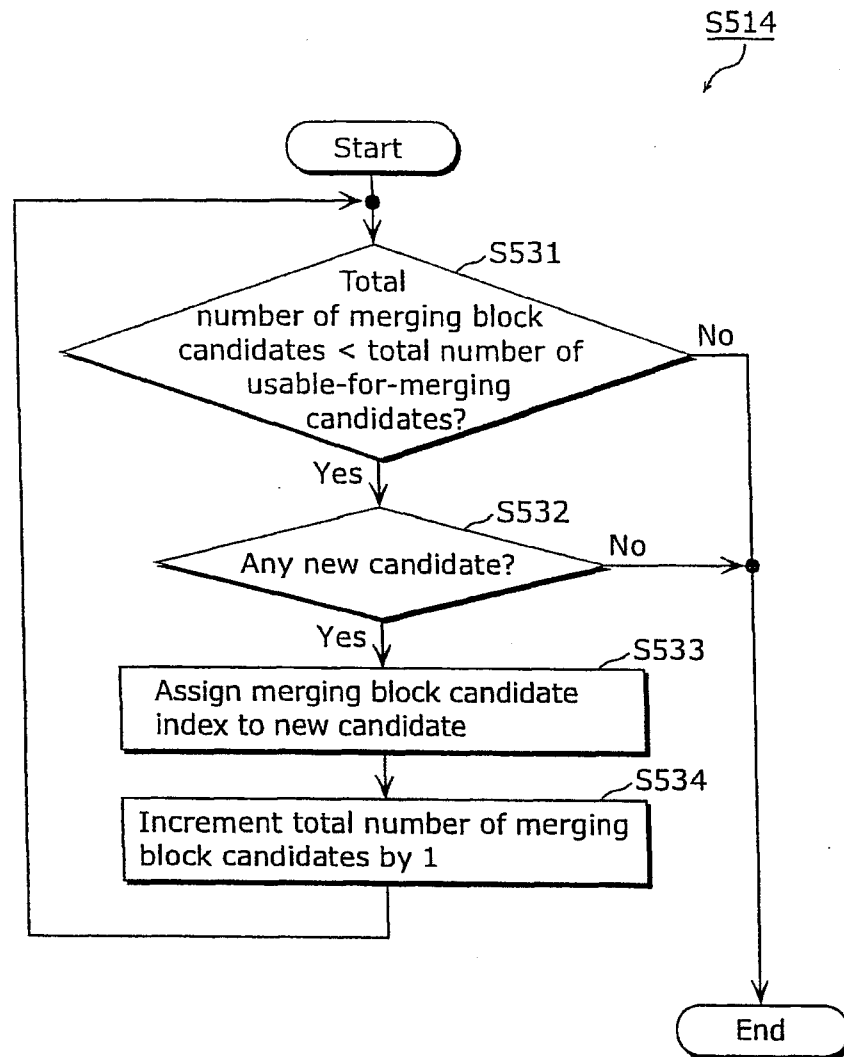 S514
Start
S531
Total
number of merging block
candidates < total number of
usable-for-merging
candidates?
No
Yes
S532
Any new candidate?
No
Yes
S533
Assign merging block candidate
index to new candidate
S534
Increment total number of merging
block candidates by 1
End